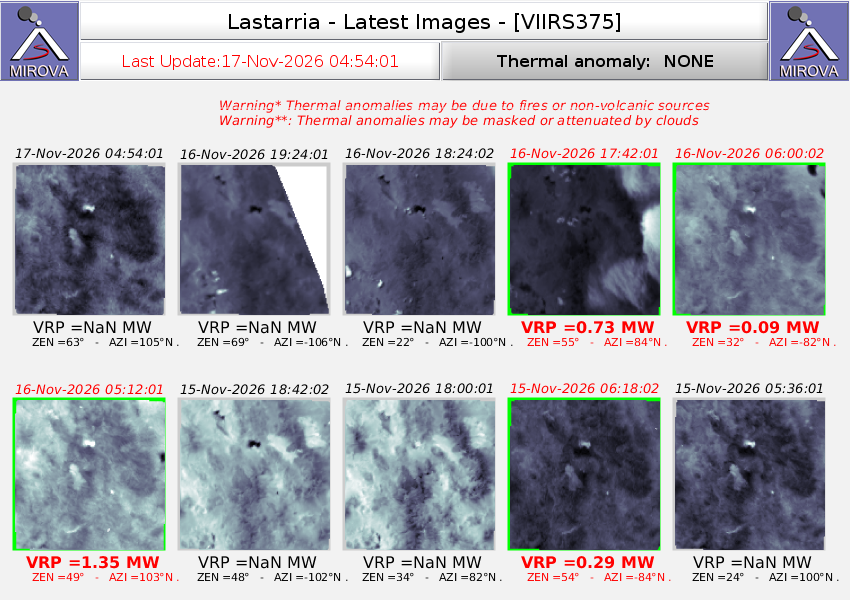 Lastarria - Latest Images - [VIIRS375]
MIROVA
Last Update:17-Nov-2026 04:54:01
Thermal anomaly: NONE
MIROVA
Warning* Thermal anomalies may be due to fires or non-volcanic sources
Warning**: Thermal anomalies may be masked or attenuated by clouds
17-Nov-2026 04:54:01
16-Nov-2026 19:24:01
16-Nov-2026 18:24:02
16-Nov-2026 17:42:01
16-Nov-2026 06:00:02
VRP =NaN MW
VRP =NaN MW
VRP =NaN MW
VRP =0.73 MW
VRP =0.09 MW
ZEN =63° - AZI =105°N .
ZEN =69° - AZI =-106°N .
ZEN =22° - AZI =-100°N .
ZEN =55° - AZI =84°N .
ZEN =32° - AZI =-82°N .
16-Nov-2026 05:12:01
15-Nov-2026 18:42:02
15-Nov-2026 18:00:01
15-Nov-2026 06:18:02
15-Nov-2026 05:36:01
VRP =1.35 MW
VRP =NaN MW
VRP =NaN MW
VRP =0.29 MW
VRP =NaN MW
ZEN =49° - AZI =103°N .
ZEN =48° - AZI =-102°N .
ZEN =34° - AZI =82°N .
ZEN =54° - AZI =-84°N .
ZEN =24° - AZI =100°N .